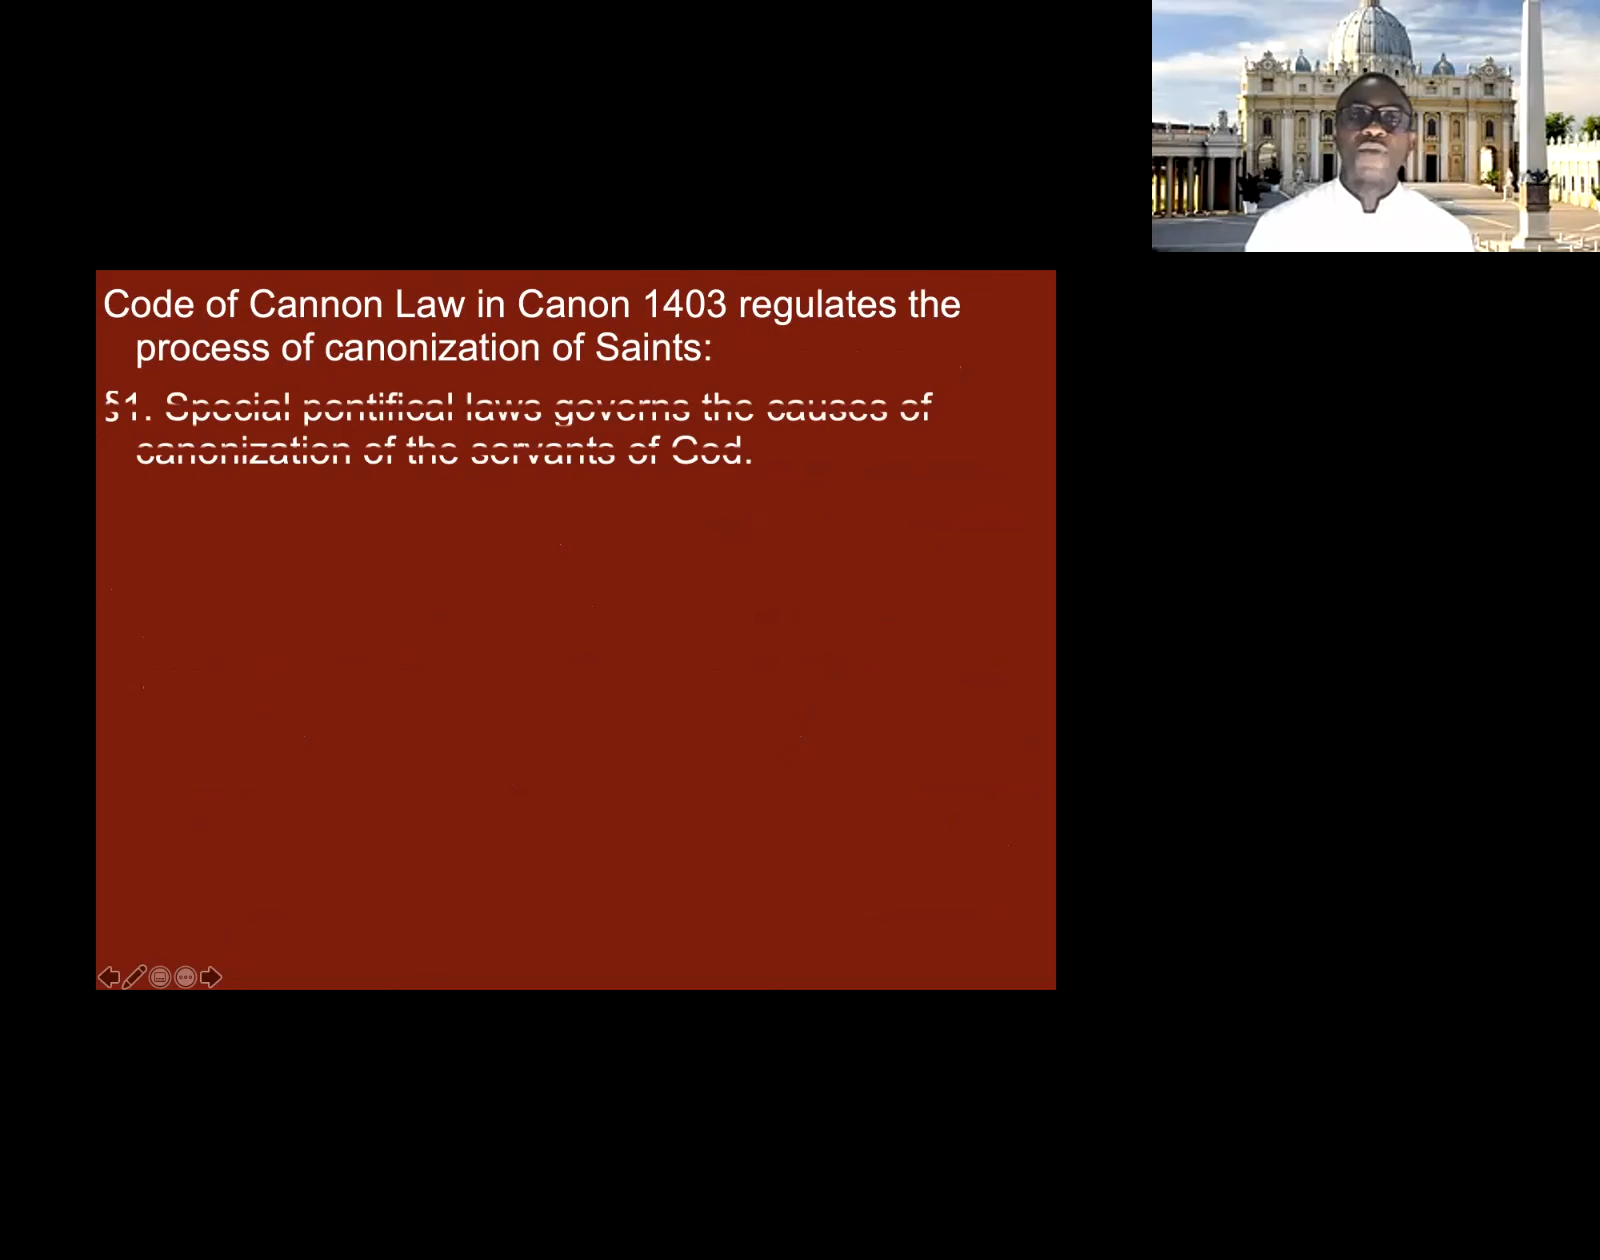 Code of Cannon Law in Canon 1403 regulates the
process of canonization of Saints:
§1. Special pontifical laws governs the causes of
canonization of the servants of God.